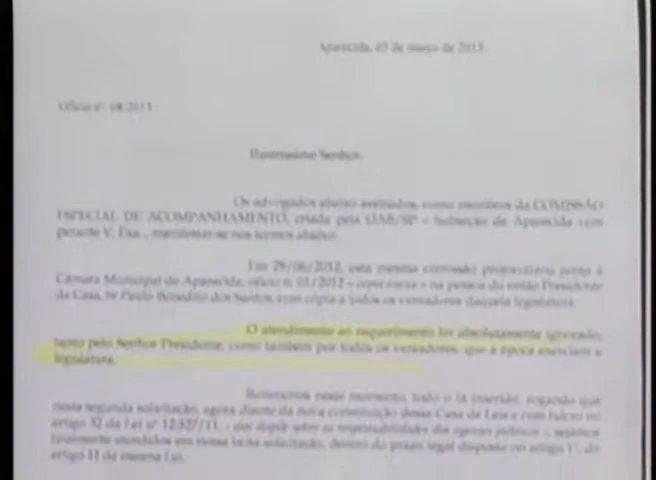 Aparecida, 05 de março de 2013
Ofício nº 08/2013
Ilustríssimo Senhor,
Os advogados abaixo assinados, como membros da COMISSÃO
ESPECIAL DE ACOMPANHAMENTO, criada pela OAB/SP - Subseção de Aparecida vem
perante V. Exa., manifestar-se nos termos abaixo:
Em 29/06/2012, esta mesma comissão protocolizou junto à
Câmara Municipal de Aparecida, ofício n. 01/2012 - cópia anexa - na pessoa do então Presidente
da Casa, Sr Paulo Benedito dos Santos, com cópia a todos os vereadores daquela legislatura.
O atendimento ao requerimento foi absolutamente ignorado,
tanto pelo Senhor Presidente, como também por todos os vereadores, que à época exerciam a
legislatura.
Reiteramos neste momento, todo o lá inserido, rogando que
nesta segunda solicitação, agora diante da nova constituição dessa Casa de Leis e com fulcro no
artigo 32 da Lei nº 12.527/11, - que dispõe sobre as responsabilidades dos agentes públicos -, sejamos
finalmente atendidos em nossa solicitação, dentro do prazo legal disposto no artigo 1º, do
artigo 11 da mesma Lei.